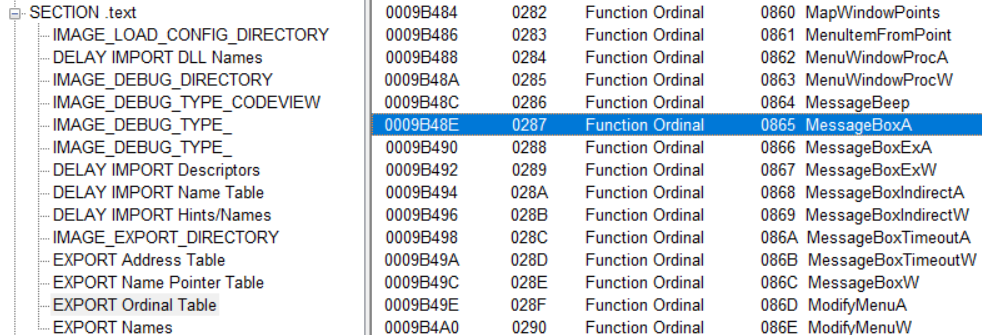 SECTION .text
IMAGE_LOAD_CONFIG_DIRECTORY
DELAY IMPORT DLL Names
IMAGE_DEBUG_DIRECTORY
IMAGE_DEBUG_TYPE_CODEVIEW
IMAGE_DEBUG_TYPE_
IMAGE_DEBUG_TYPE_
DELAY IMPORT Descriptors
DELAY IMPORT Name Table
DELAY IMPORT Hints/Names
IMAGE_EXPORT_DIRECTORY
EXPORT Address Table
EXPORT Name Pointer Table
EXPORT Ordinal Table
EXPORT Names
0009B484 0282 Function Ordinal 0860 MapWindowPoints
0009B486 0283 Function Ordinal 0861 MenuItemFromPoint
0009B488 0284 Function Ordinal 0862 MenuWindowProcA
0009B48A 0285 Function Ordinal 0863 MenuWindowProcW
0009B48C 0286 Function Ordinal 0864 MessageBeep
0009B48E 0287 Function Ordinal 0865 MessageBoxA
0009B490 0288 Function Ordinal 0866 MessageBoxExA
0009B492 0289 Function Ordinal 0867 MessageBoxExW
0009B494 028A Function Ordinal 0868 MessageBoxIndirectA
0009B496 028B Function Ordinal 0869 MessageBoxIndirectW
0009B498 028C Function Ordinal 086A MessageBoxTimeoutA
0009B49A 028D Function Ordinal 086B MessageBoxTimeoutW
0009B49C 028E Function Ordinal 086C MessageBoxW
0009B49E 028F Function Ordinal 086D ModifyMenuA
0009B4A0 0290 Function Ordinal 086E ModifyMenuW